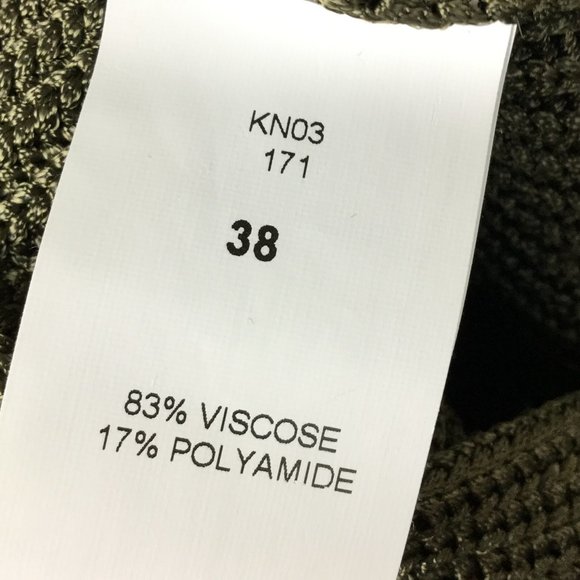 KN03
171
38
83% VISCOSE
17% POLYAMIDE